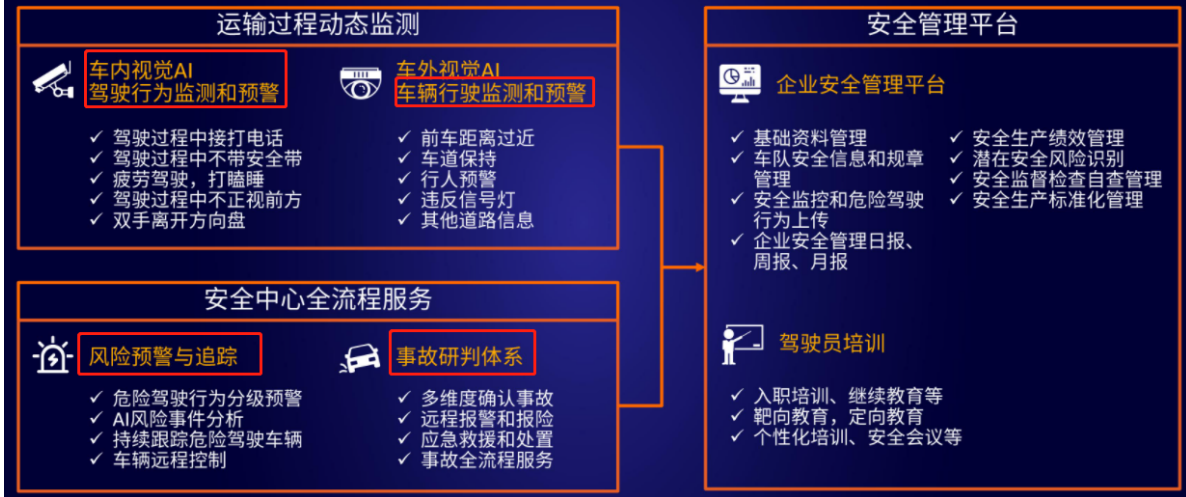 运输过程动态监测
车内视觉AI
驾驶行为监测和预警
✓ 驾驶过程中接打电话
✓ 驾驶过程中不带安全带
✓ 疲劳驾驶，打瞌睡
✓ 驾驶过程中不正视前方
✓ 双手离开方向盘
车外视觉AI
车辆行驶监测和预警
✓ 前车距离过近
✓ 车道保持
✓ 行人预警
✓ 违反信号灯
✓ 其他道路信息
安全中心全流程服务
风险预警与追踪
✓ 危险驾驶行为分级预警
✓ AI风险事件分析
✓ 持续跟踪危险驾驶车辆
✓ 车辆远程控制
事故研判体系
✓ 多维度确认事故
✓ 远程报警和报险
✓ 应急救援和处置
✓ 事故全流程服务
安全管理平台
企业安全管理平台
✓ 基础资料管理
✓ 车队安全信息和规章
管理
✓ 安全监控和危险驾驶
行为上传
✓ 企业安全管理日报、
周报、月报
✓ 安全生产绩效管理
✓ 潜在安全风险识别
✓ 安全监督检查自查管理
✓ 安全生产标准化管理
驾驶员培训
✓ 入职培训、继续教育等
✓ 靶向教育，定向教育
✓ 个性化培训、安全会议等